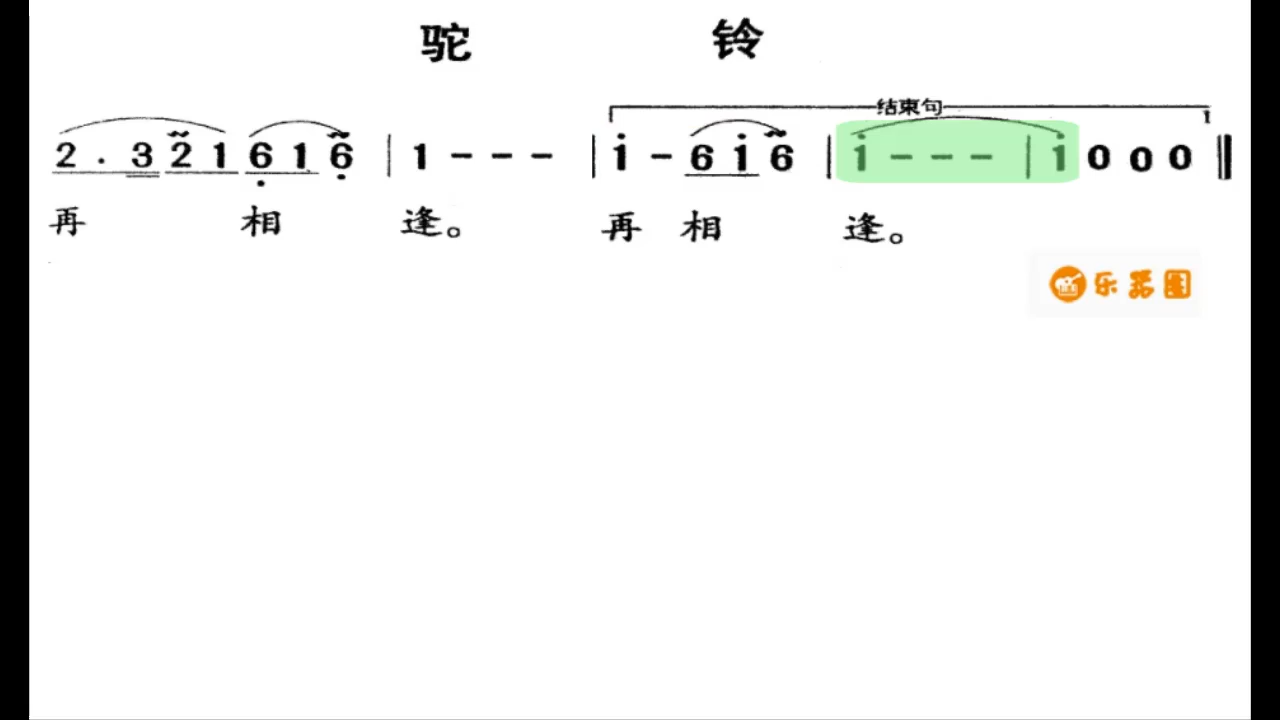 驼 铃
结束句
2 . 3 2 1 6 1 6 | 1 - - - | i - 6 i 6 | i - - - | i 0 0 0 ‖
再 相 逢。 再 相 逢。
乐器圈